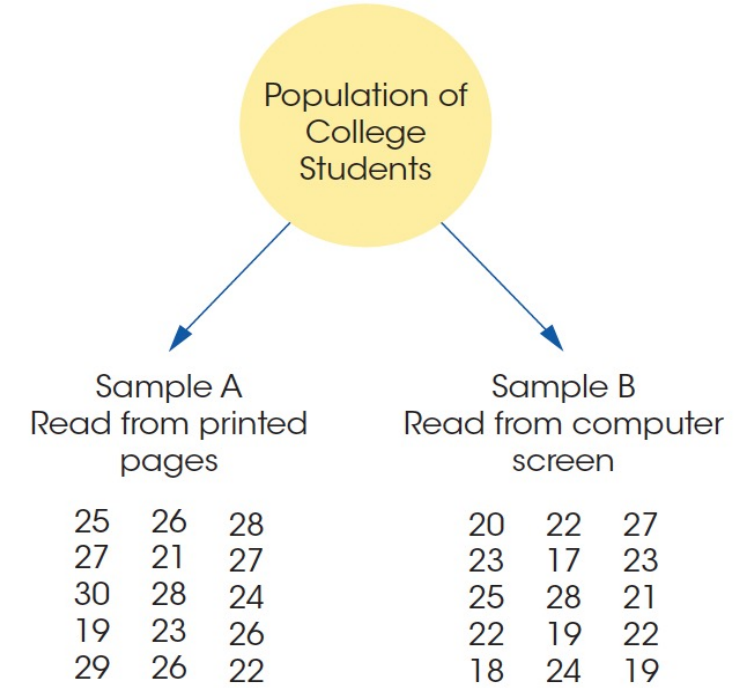 Population of
College
Students
Sample A
Read from printed
pages
25 26 28
27 21 27
30 28 24
19 23 26
29 26 22
Sample B
Read from computer
screen
20 22 27
23 17 23
25 28 21
22 19 22
18 24 19